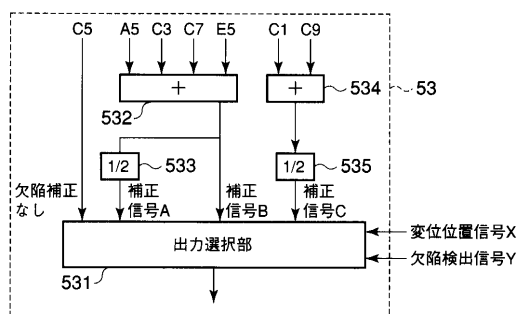 C5 A5 C3 C7 E5 C1 C9
+ + 534 53
532
1/2 533 1/2 535
欠陥補正なし
補正信号A
補正信号B
補正信号C
出力選択部
変位位置信号X
欠陥検出信号Y
531